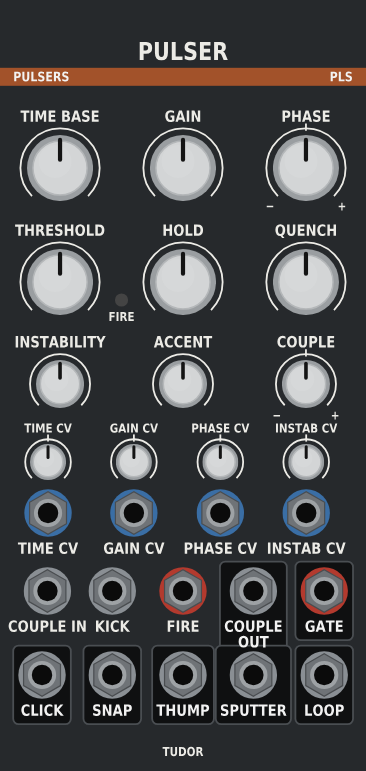 PULSER
PULSERS PLS
TIME BASE GAIN PHASE
− +
THRESHOLD HOLD QUENCH
FIRE
INSTABILITY ACCENT COUPLE
− +
TIME CV GAIN CV PHASE CV INSTAB CV
TIME CV GAIN CV PHASE CV INSTAB CV
COUPLE IN KICK FIRE COUPLE OUT GATE
CLICK SNAP THUMP SPUTTER LOOP
TUDOR